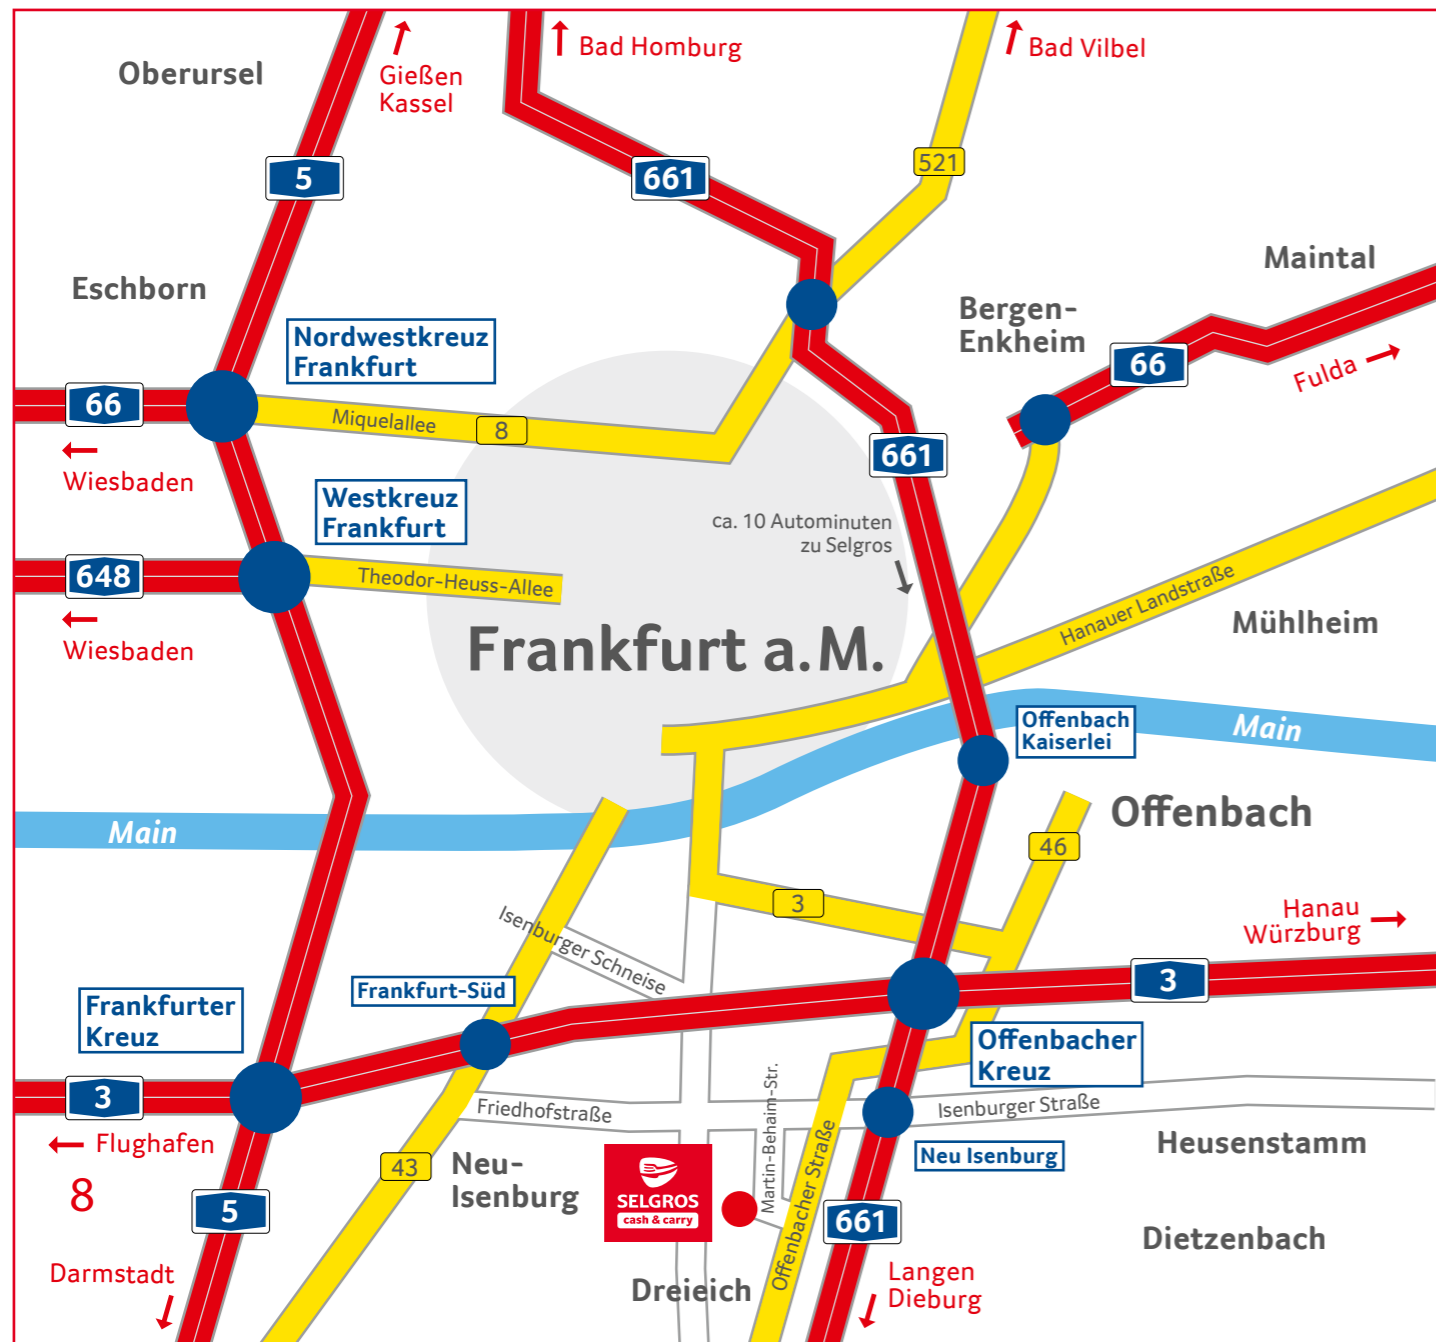 Oberursel
Gießen
Kassel
Bad Homburg
Bad Vilbel
5
661
521
Eschborn
Maintal
Nordwestkreuz
Frankfurt
Bergen-
Enkheim
66
66
Fulda
Miquelallee
8
661
Wiesbaden
Westkreuz
Frankfurt
ca. 10 Autominuten
zu Selgros
648
Theodor-Heuss-Allee
Hanauer Landstraße
Mühlheim
Wiesbaden
Frankfurt a.M.
Offenbach
Kaiserlei
Main
Main
Offenbach
46
3
Isenburger Schneise
Hanau
Würzburg
Frankfurt-Süd
3
Frankfurter
Kreuz
Offenbacher
Kreuz
3
Friedhofstraße
Martin-Behaim-Str.
Isenburger Straße
Flughafen
43
Neu-
Isenburg
SELGROS
cash & carry
Offenbacher Straße
Neu Isenburg
Heusenstamm
8
5
661
Dietzenbach
Darmstadt
Dreieich
Langen
Dieburg